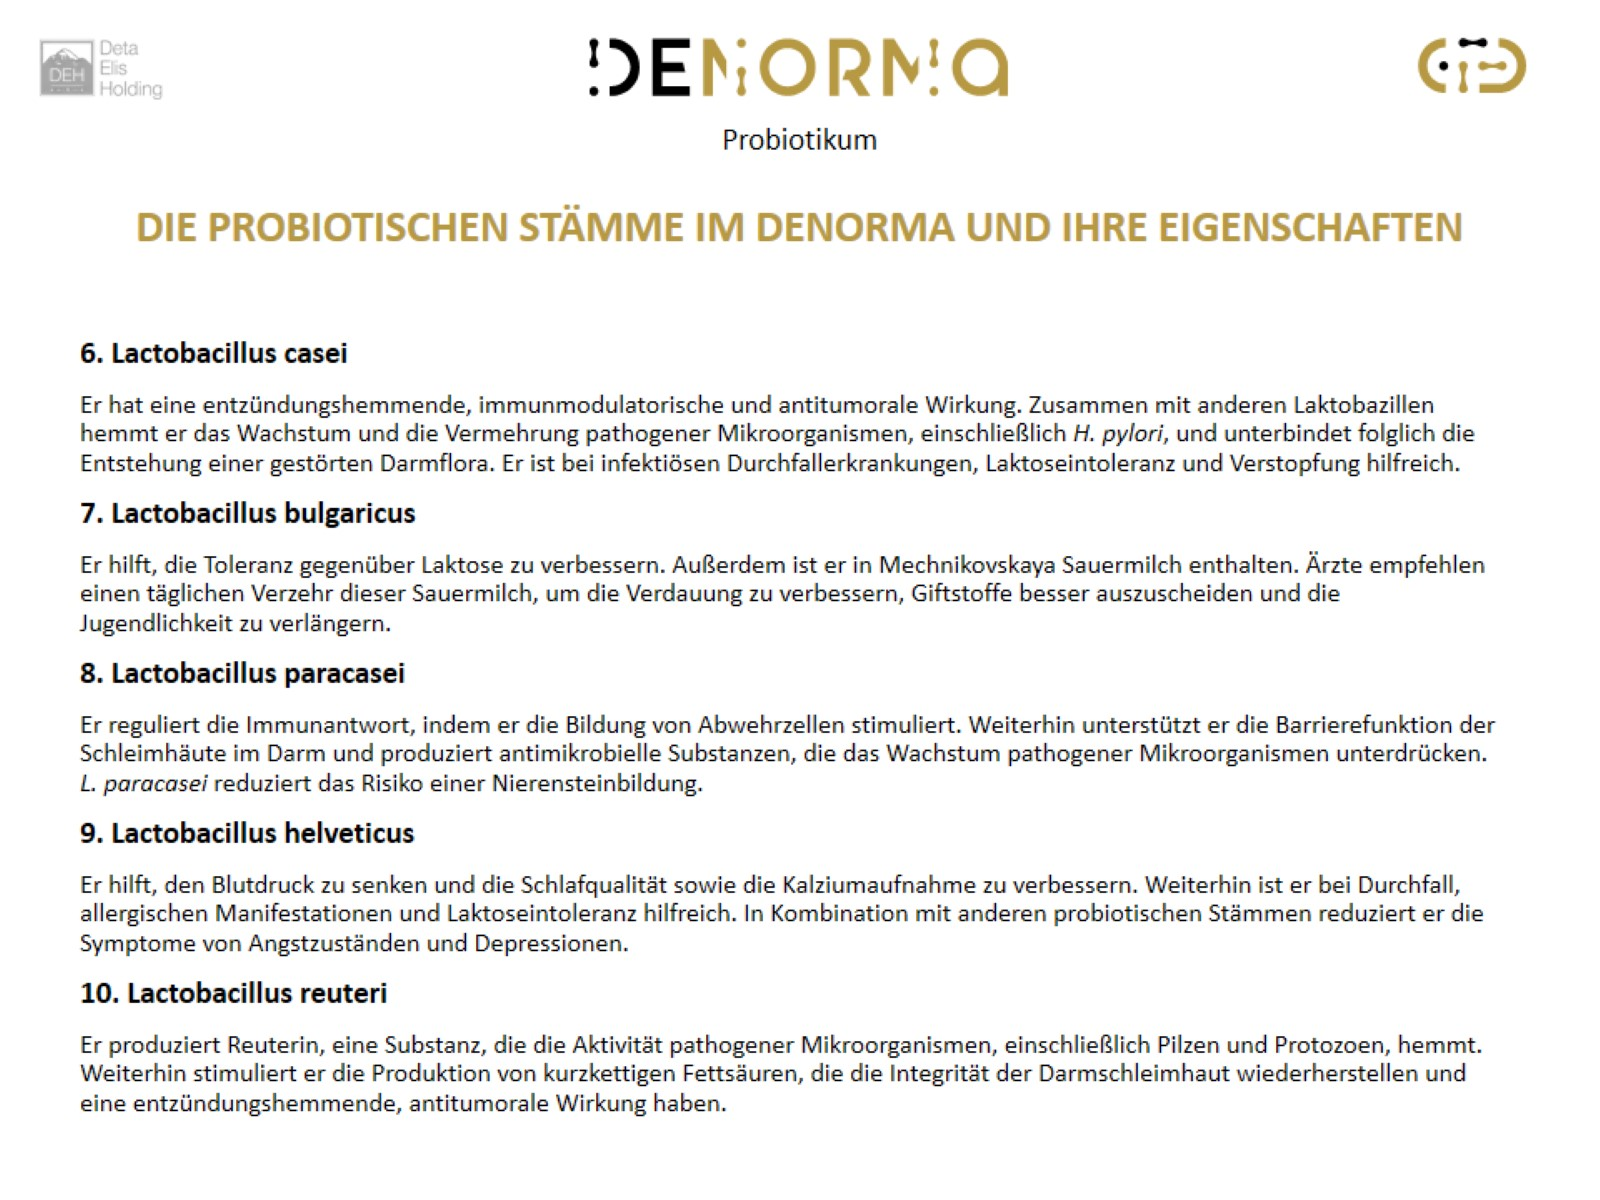 Deta
Elis
Holding
DEH
DENORMA
Probiotikum
DIE PROBIOTISCHEN STÄMME IM DENORMA UND IHRE EIGENSCHAFTEN
6. Lactobacillus casei
Er hat eine entzündungshemmende, immunmodulatorische und antitumorale Wirkung. Zusammen mit anderen Laktobazillen
hemmt er das Wachstum und die Vermehrung pathogener Mikroorganismen, einschließlich H. pylori, und unterbindet folglich die
Entstehung einer gestörten Darmflora. Er ist bei infektiösen Durchfallerkrankungen, Laktoseintoleranz und Verstopfung hilfreich.
7. Lactobacillus bulgaricus
Er hilft, die Toleranz gegenüber Laktose zu verbessern. Außerdem ist er in Mechnikovskaya Sauermilch enthalten. Ärzte empfehlen
einen täglichen Verzehr dieser Sauermilch, um die Verdauung zu verbessern, Giftstoffe besser auszuscheiden und die
Jugendlichkeit zu verlängern.
8. Lactobacillus paracasei
Er reguliert die Immunantwort, indem er die Bildung von Abwehrzellen stimuliert. Weiterhin unterstützt er die Barrierefunktion der
Schleimhäute im Darm und produziert antimikrobielle Substanzen, die das Wachstum pathogener Mikroorganismen unterdrücken.
L. paracasei reduziert das Risiko einer Nierensteinbildung.
9. Lactobacillus helveticus
Er hilft, den Blutdruck zu senken und die Schlafqualität sowie die Kalziumaufnahme zu verbessern. Weiterhin ist er bei Durchfall,
allergischen Manifestationen und Laktoseintoleranz hilfreich. In Kombination mit anderen probiotischen Stämmen reduziert er die
Symptome von Angstzuständen und Depressionen.
10. Lactobacillus reuteri
Er produziert Reuterin, eine Substanz, die die Aktivität pathogener Mikroorganismen, einschließlich Pilzen und Protozoen, hemmt.
Weiterhin stimuliert er die Produktion von kurzkettigen Fettsäuren, die die Integrität der Darmschleimhaut wiederherstellen und
eine entzündungshemmende, antitumorale Wirkung haben.